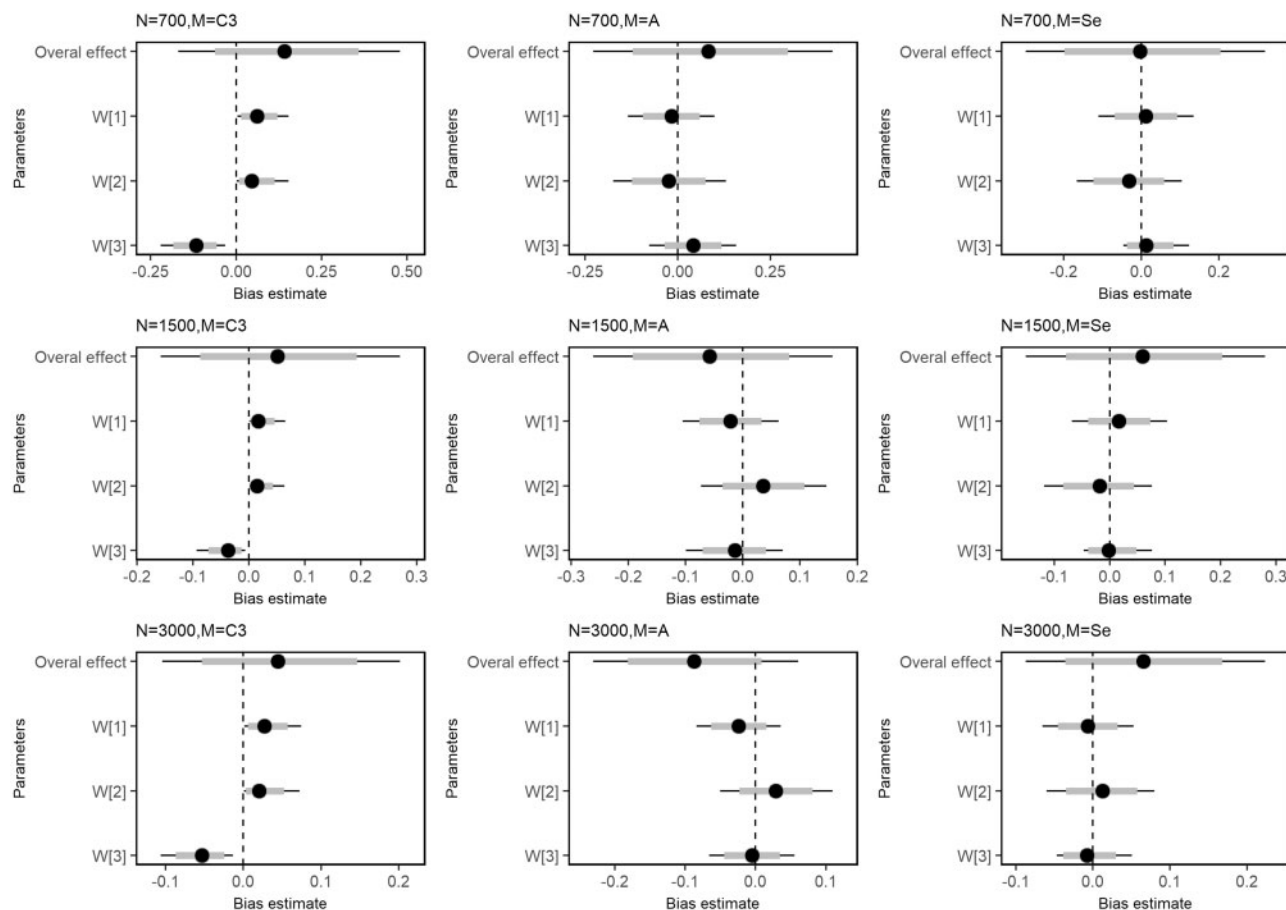 N=700,M=C3
Overal effect
W[1]
W[2]
W[3]
Parameters
-0.25 0.00 0.25 0.50
Bias estimate
N=700,M=A
Overal effect
W[1]
W[2]
W[3]
Parameters
-0.25 0.00 0.25
Bias estimate
N=700,M=Se
Overal effect
W[1]
W[2]
W[3]
Parameters
-0.2 0.0 0.2
Bias estimate
N=1500,M=C3
Overal effect
W[1]
W[2]
W[3]
Parameters
-0.2 -0.1 0.0 0.1 0.2 0.3
Bias estimate
N=1500,M=A
Overal effect
W[1]
W[2]
W[3]
Parameters
-0.3 -0.2 -0.1 0.0 0.1 0.2
Bias estimate
N=1500,M=Se
Overal effect
W[1]
W[2]
W[3]
Parameters
-0.1 0.0 0.1 0.2 0.3
Bias estimate
N=3000,M=C3
Overal effect
W[1]
W[2]
W[3]
Parameters
-0.1 0.0 0.1 0.2
Bias estimate
N=3000,M=A
Overal effect
W[1]
W[2]
W[3]
Parameters
-0.2 -0.1 0.0 0.1
Bias estimate
N=3000,M=Se
Overal effect
W[1]
W[2]
W[3]
Parameters
-0.1 0.0 0.1 0.2
Bias estimate